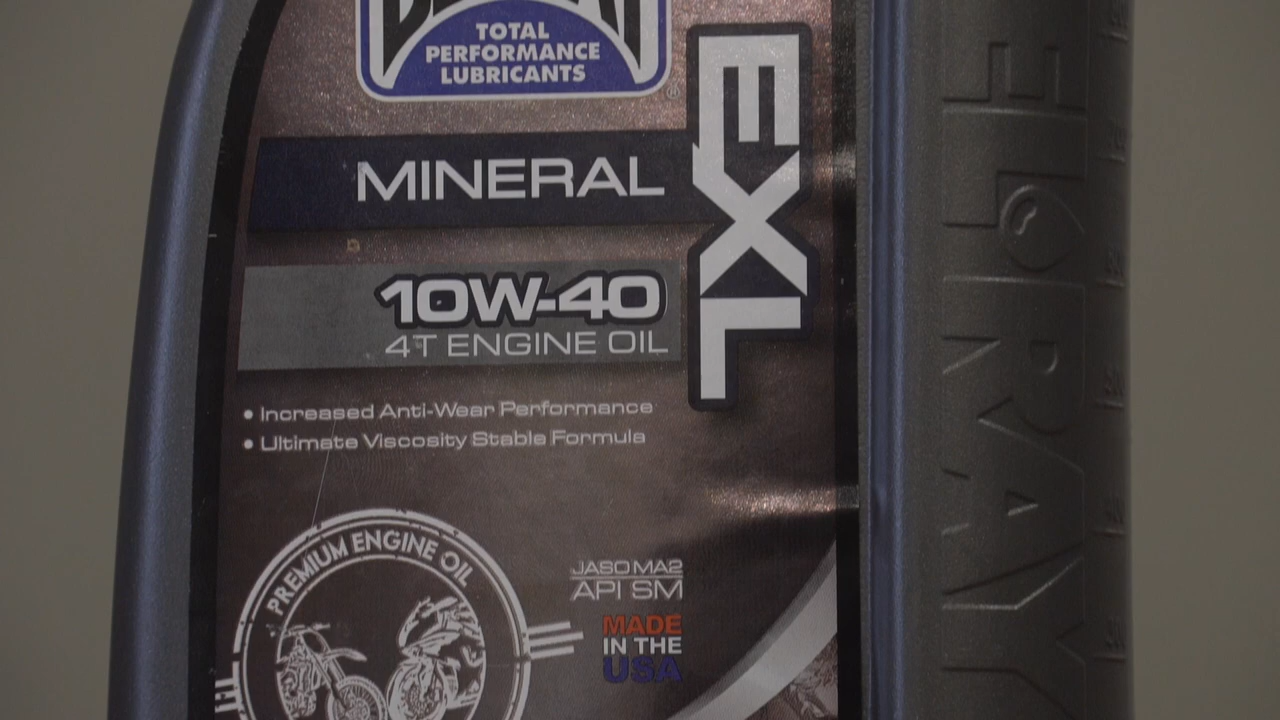 TOTAL
PERFORMANCE
LUBRICANTS
®
EXL
MINERAL
10W-40
4T ENGINE OIL
• Increased Anti-Wear Performance
• Ultimate Viscosity Stable Formula
PREMIUM ENGINE OIL
JASO MA2
API SM
MADE
IN THE
USA
ELRAY